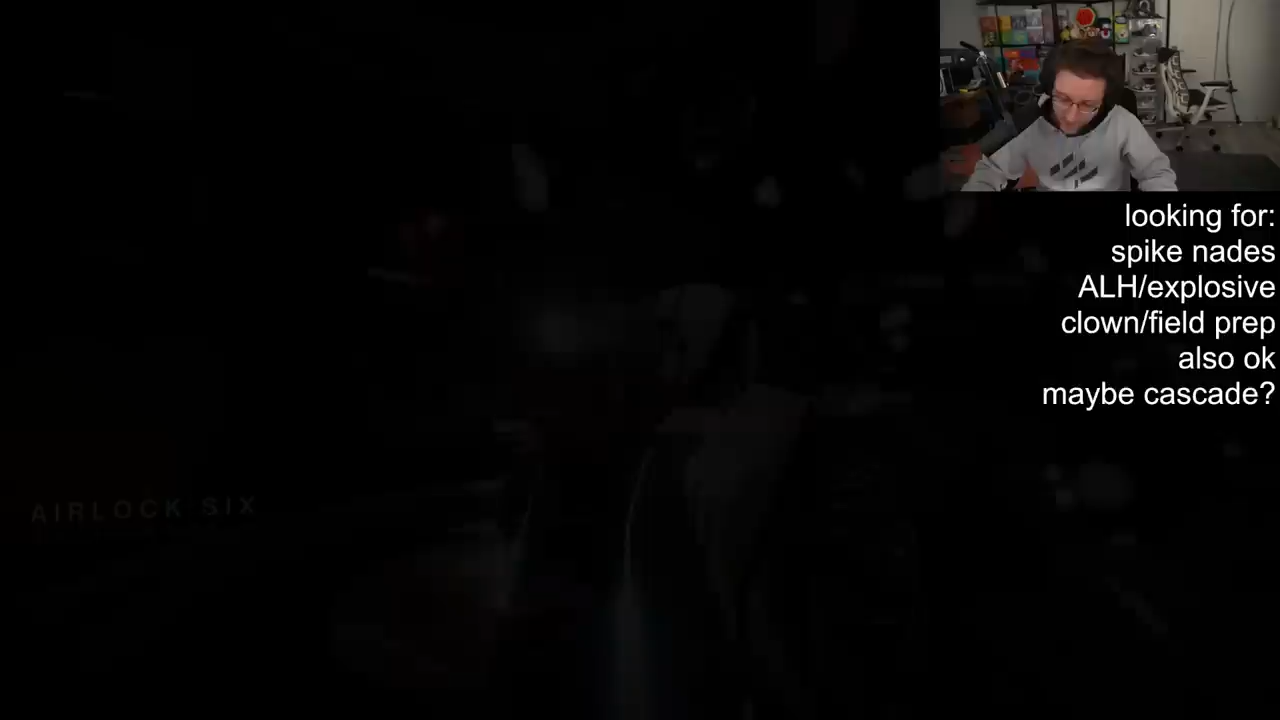 looking for:
spike nades
ALH/explosive
clown/field prep
also ok
maybe cascade?
AIRLOCK SIX